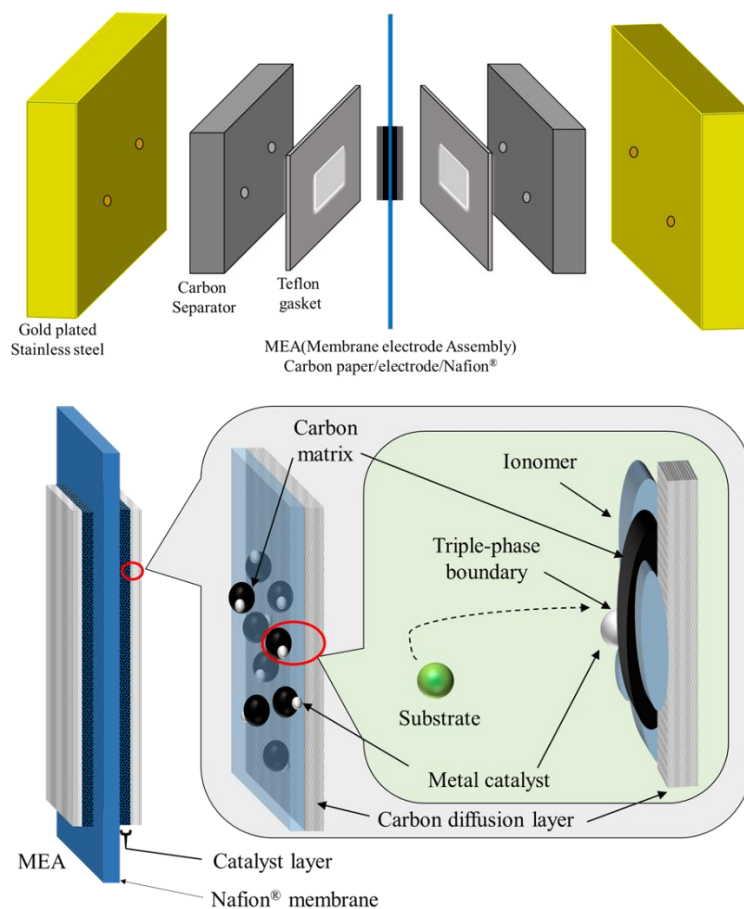 Carbon
Separator
Teflon
gasket
Gold plated
Stainless steel
MEA(Membrane electrode Assembly)
Carbon paper/electrode/Nafion®
Carbon
matrix
Ionomer
Triple-phase
boundary
Substrate
Metal catalyst
Carbon diffusion layer
MEA
Catalyst layer
Nafion® membrane